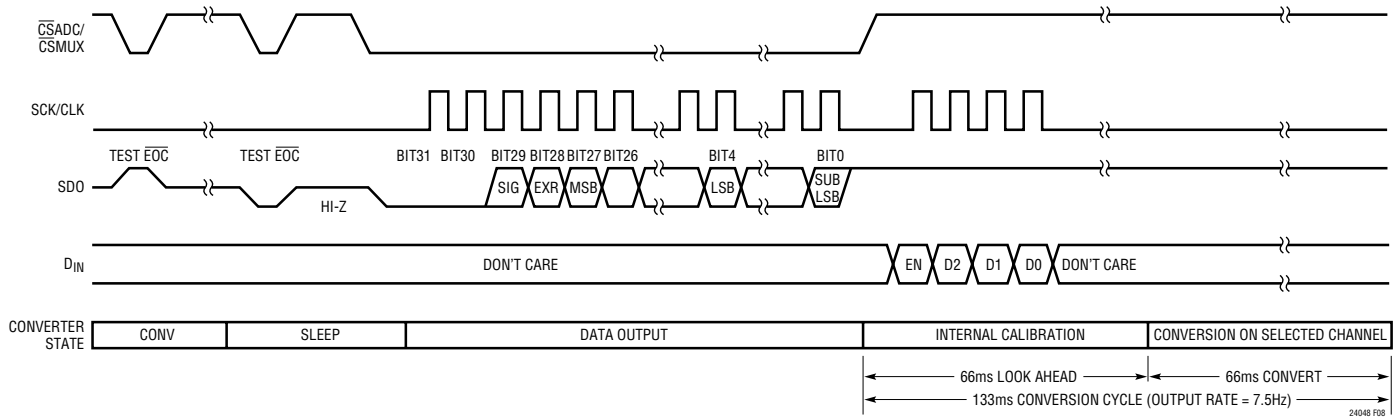 CSADC/
CSMUX
SCK/CLK
TEST EOC TEST EOC BIT31 BIT30 BIT29 BIT28 BIT27 BIT26 BIT4 BIT0
SDO HI-Z SIG EXR MSB LSB SUB LSB
DIN DON'T CARE EN D2 D1 D0 DON'T CARE
CONVERTER
STATE
CONV SLEEP DATA OUTPUT INTERNAL CALIBRATION CONVERSION ON SELECTED CHANNEL
66ms LOOK AHEAD 66ms CONVERT
133ms CONVERSION CYCLE (OUTPUT RATE = 7.5Hz)
24048 F08